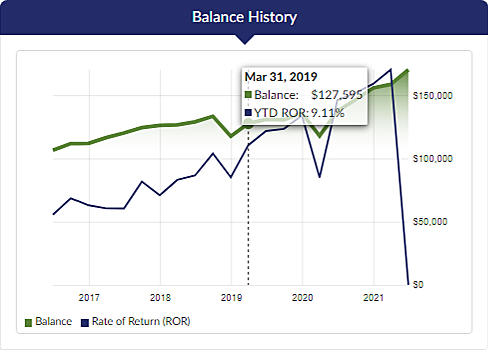 Balance History
Mar 31, 2019
Balance: $127,595
YTD ROR: 9.11%
$150,000
$100,000
$50,000
$0
2017 2018 2019 2020 2021
Balance Rate of Return (ROR)